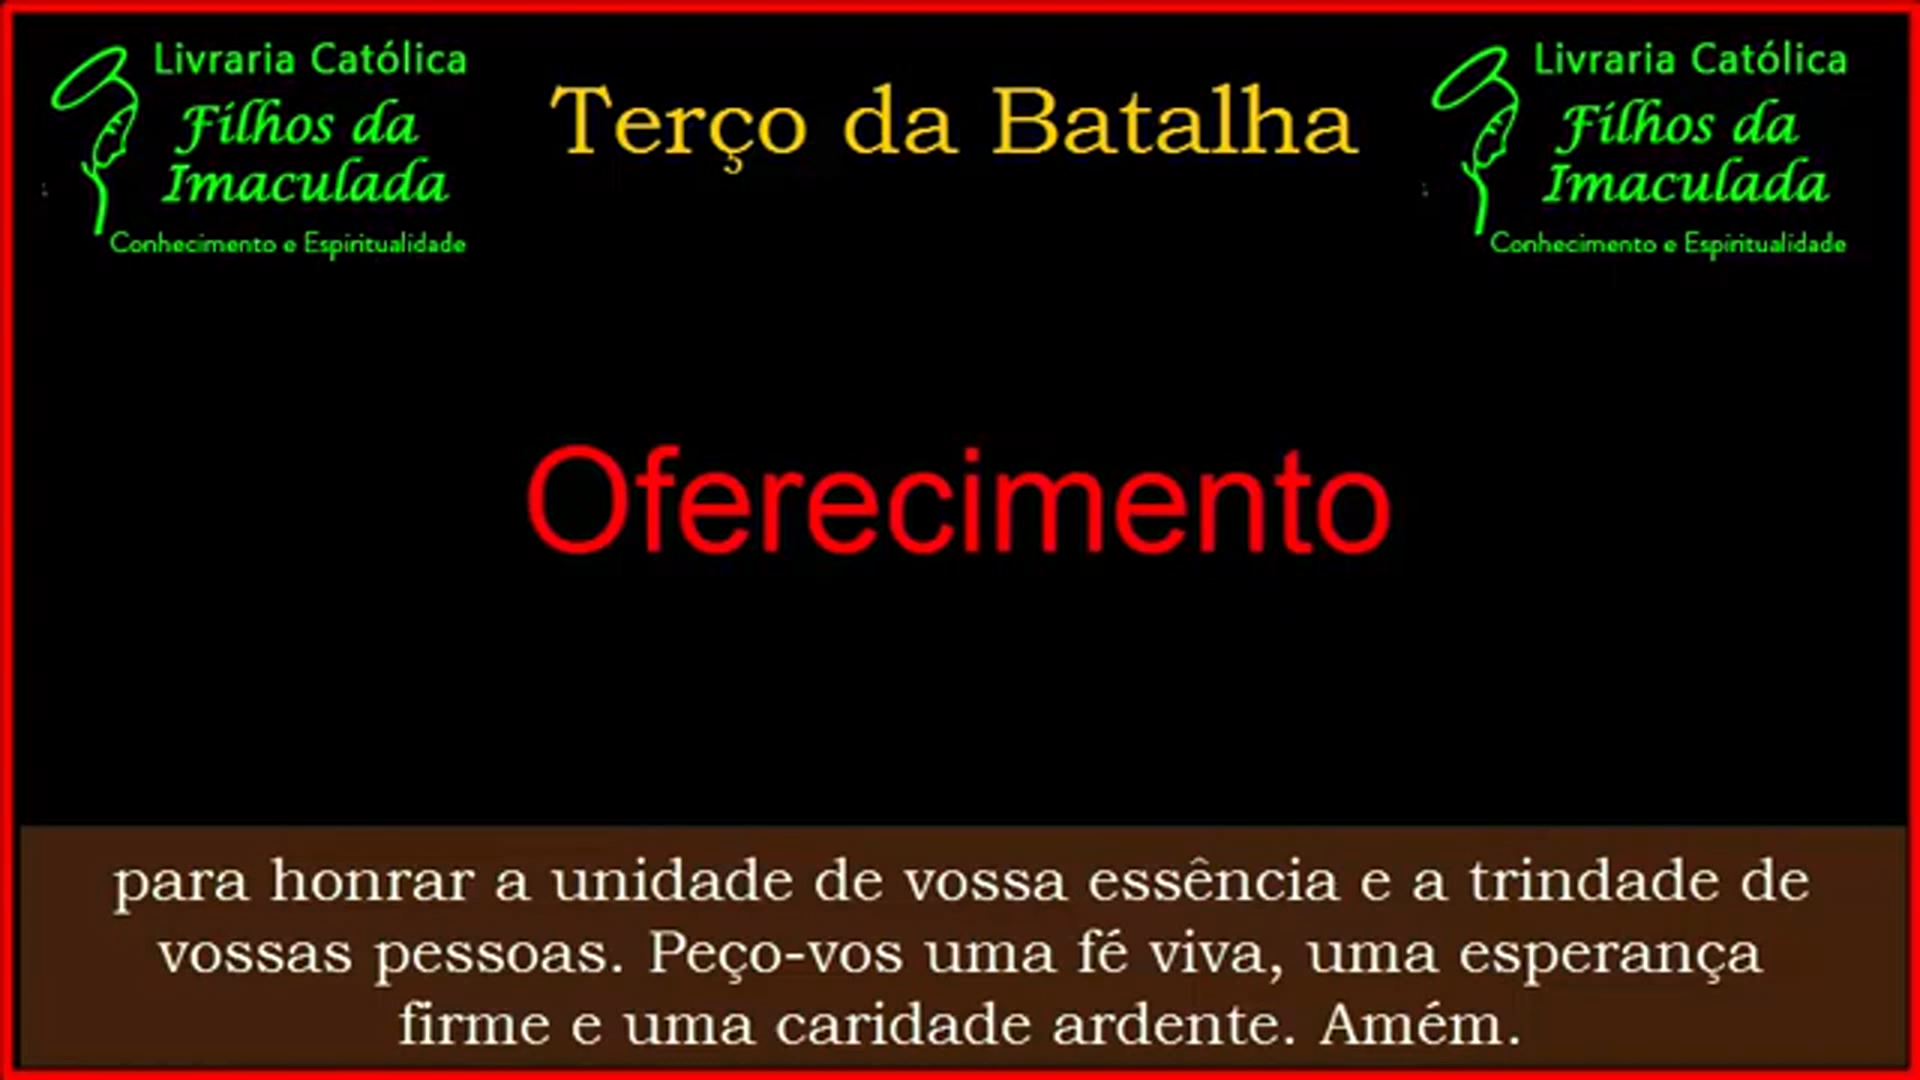 Livraria Católica
Filhos da
Imaculada
Conhecimento e Espiritualidade
Terço da Batalha
Livraria Católica
Filhos da
Imaculada
Conhecimento e Espiritualidade
Oferecimento
para honrar a unidade de vossa essência e a trindade de
vossas pessoas. Peço-vos uma fé viva, uma esperança
firme e uma caridade ardente. Amém.